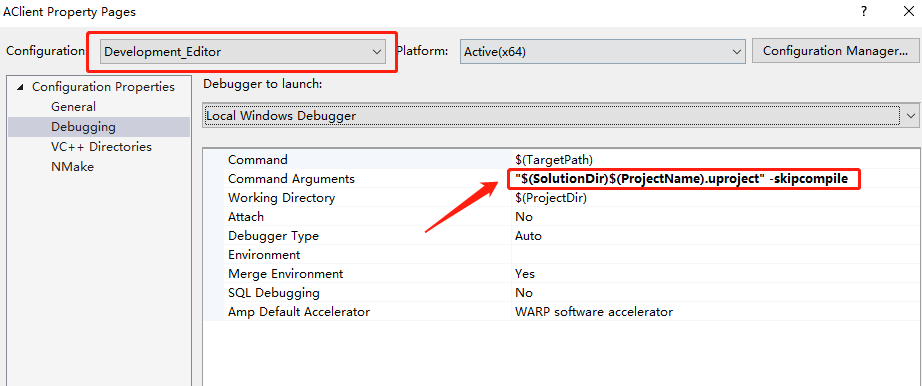 AClient Property Pages ? ×
Configuration: Development_Editor Platform: Active(x64) Configuration Manager...
Configuration Properties
General
Debugging
VC++ Directories
NMake
Debugger to launch:
Local Windows Debugger
Command $(TargetPath)
Command Arguments "$(SolutionDir)$(ProjectName).uproject" -skipcompile
Working Directory $(ProjectDir)
Attach No
Debugger Type Auto
Environment
Merge Environment Yes
SQL Debugging No
Amp Default Accelerator WARP software accelerator